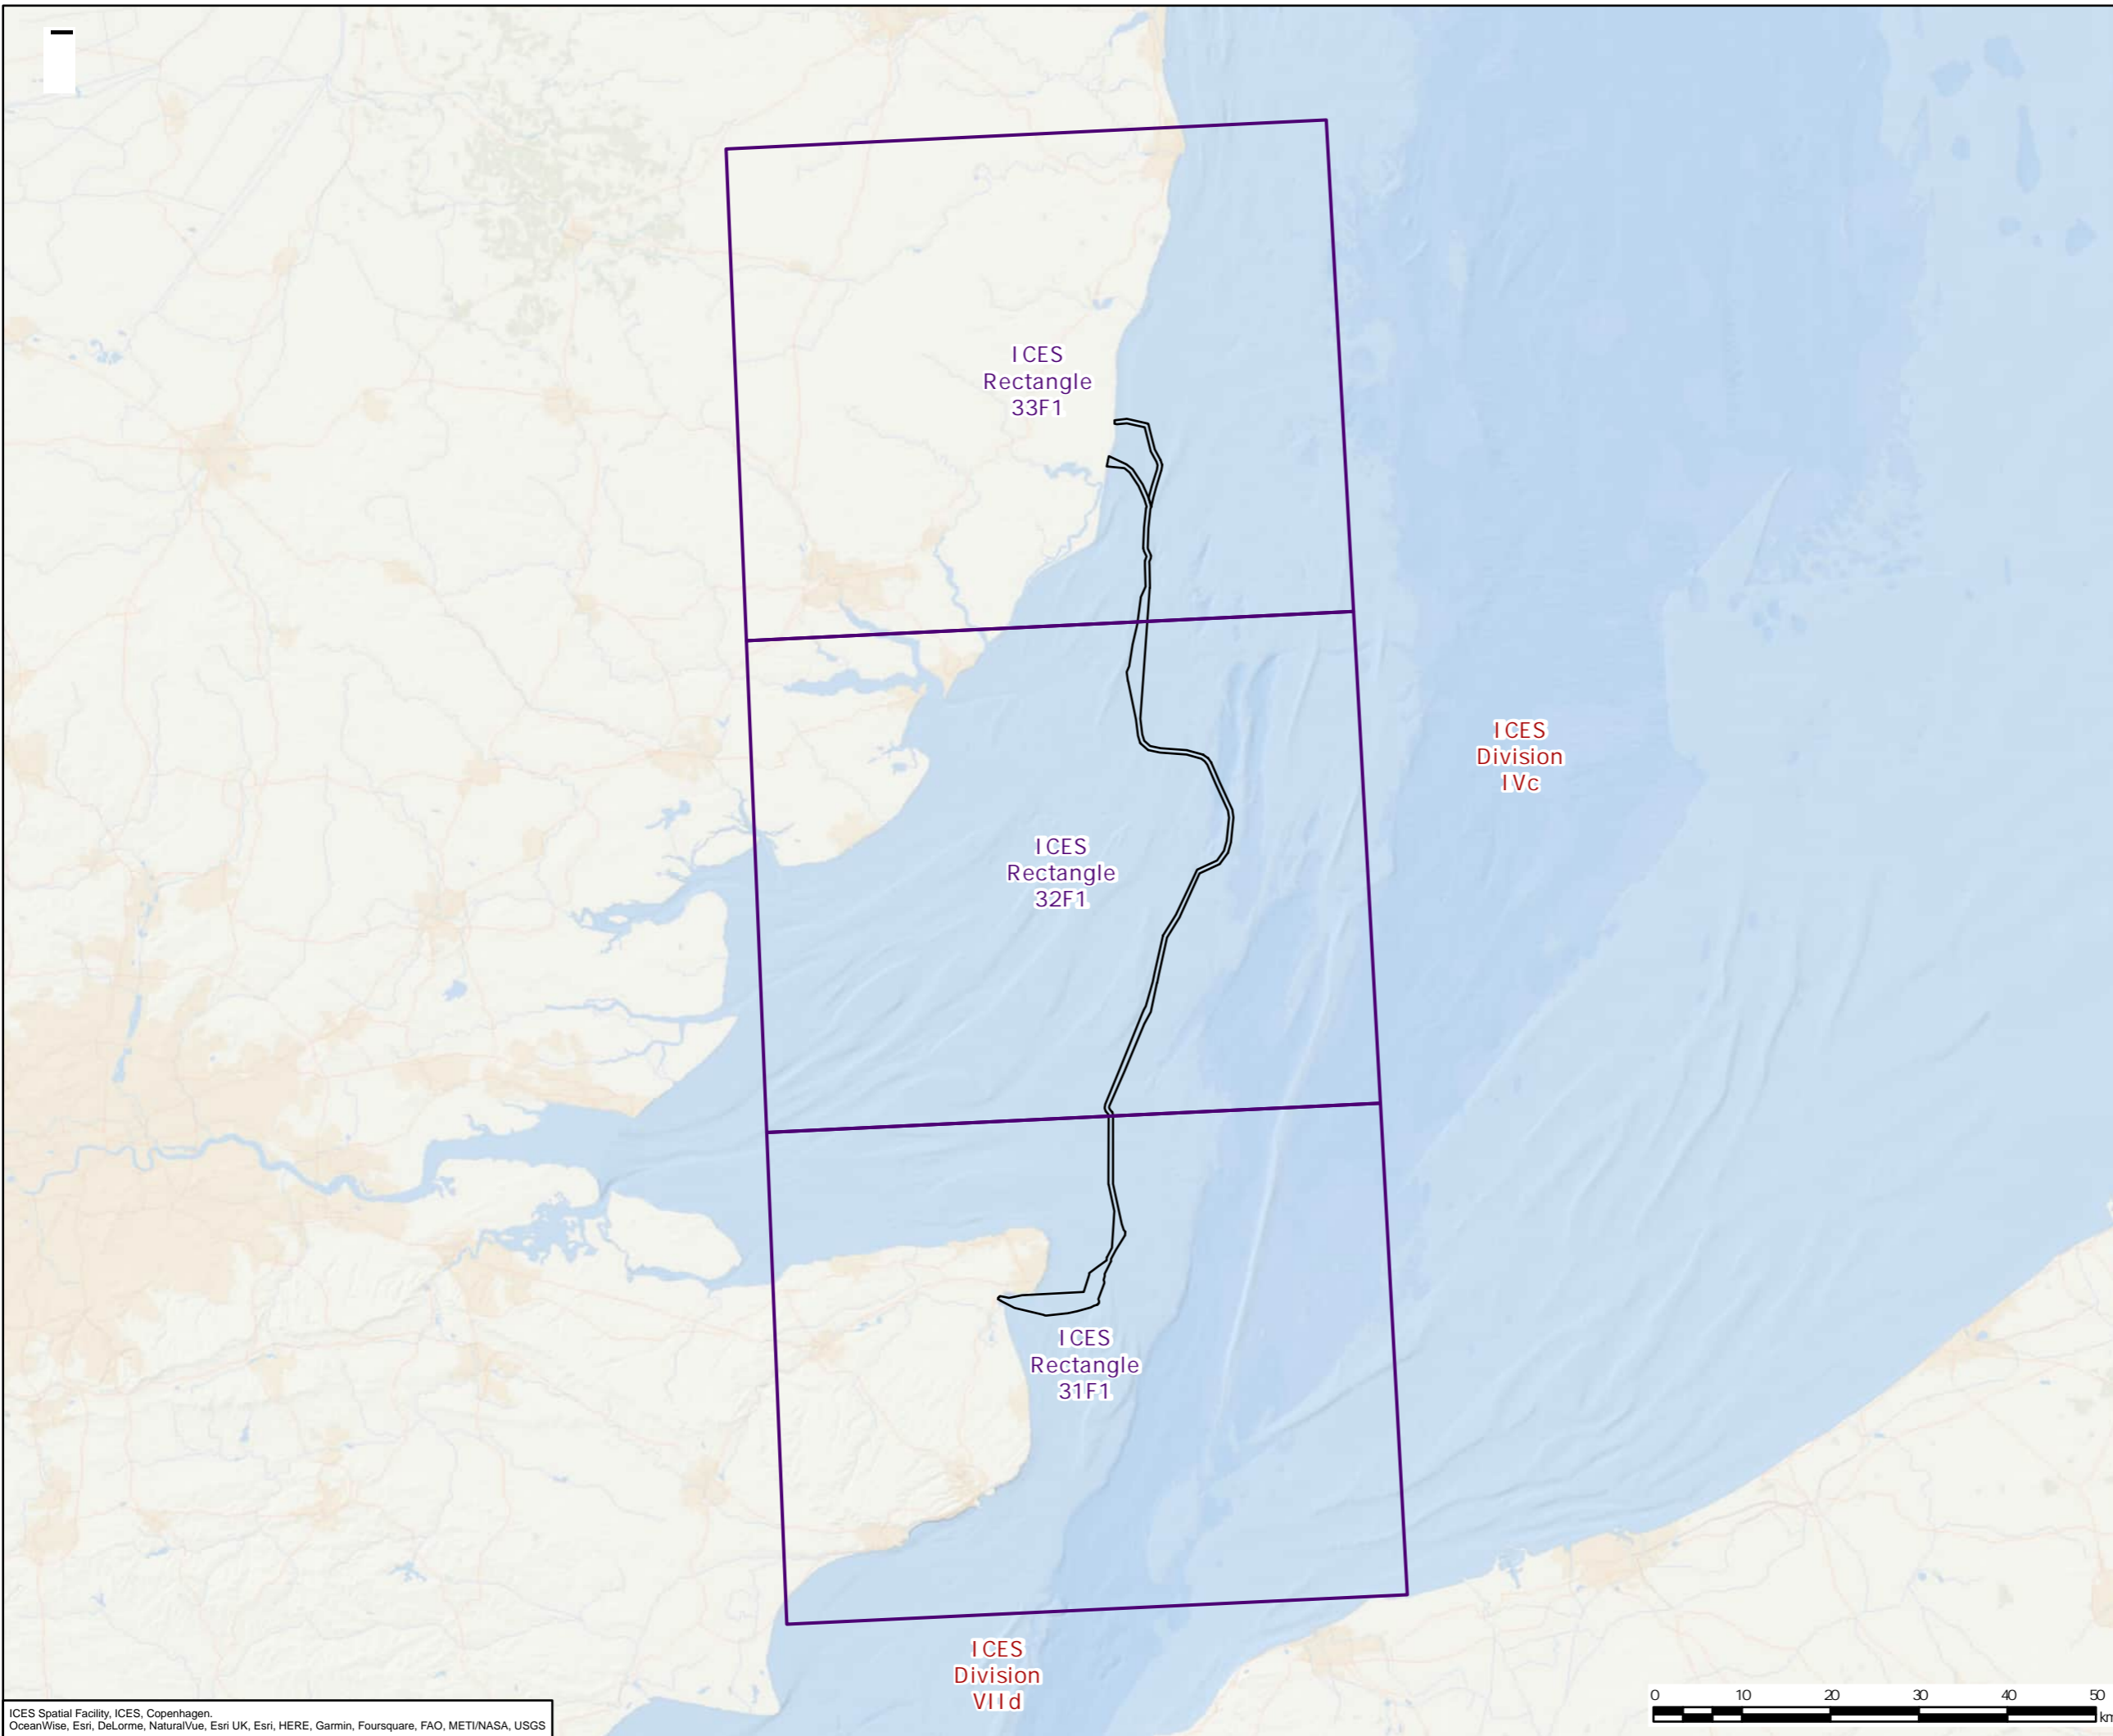 ICES
Rectangle
33F1
ICES
Division
IVc
ICES
Rectangle
32F1
ICES
Rectangle
31F1
ICES
Division
VIId
0 10 20 30 40 50
km
ICES Spatial Facility, ICES, Copenhagen.
OceanWise, Esri, DeLorme, NaturalVue, Esri UK, Esri, HERE, Garmin, Foursquare, FAO, METI/NASA, USGS